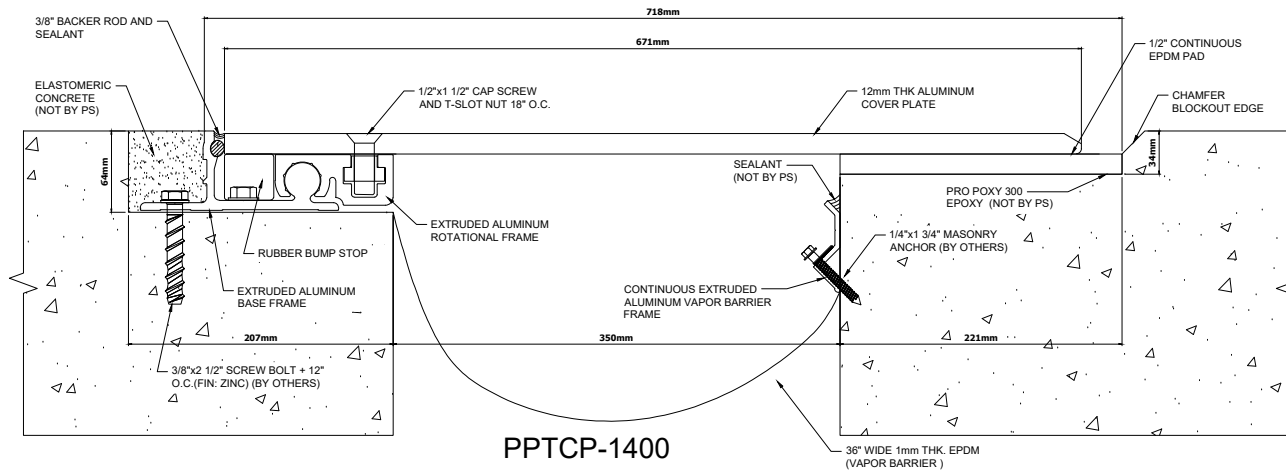 718mm
671mm
3/8" BACKER ROD AND
SEALANT
ELASTOMERIC
CONCRETE
(NOT BY PS)
1/2"x1 1/2" CAP SCREW
AND T-SLOT NUT 18" O.C.
12mm THK ALUMINUM
COVER PLATE
1/2" CONTINUOUS
EPDM PAD
CHAMFER
BLOCKOUT EDGE
64mm
34mm
SEALANT
(NOT BY PS)
PRO POXY 300
EPOXY (NOT BY PS)
EXTRUDED ALUMINUM
ROTATIONAL FRAME
1/4"x1 3/4" MASONRY
ANCHOR (BY OTHERS)
RUBBER BUMP STOP
EXTRUDED ALUMINUM
BASE FRAME
CONTINUOUS EXTRUDED
ALUMINUM VAPOR BARRIER
FRAME
207mm
350mm
221mm
3/8"x2 1/2" SCREW BOLT + 12"
O.C.(FIN: ZINC) (BY OTHERS)
PPTCP-1400
36" WIDE 1mm THK. EPDM
(VAPOR BARRIER )